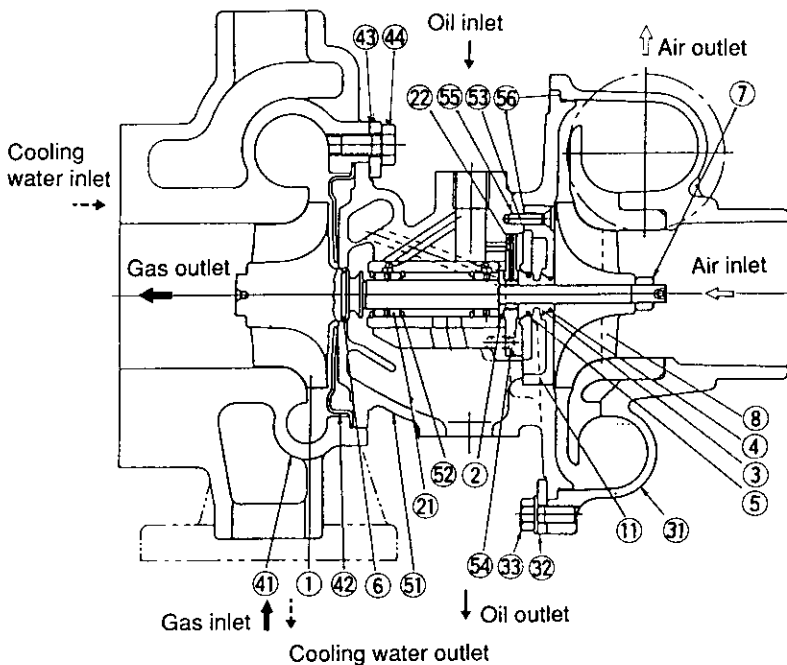 Oil inlet
43 44
22 55 53 56
Air outlet
7
Cooling
water inlet
Gas outlet
Air inlet
8
4
3
5
52 2
21
54 33 32 11 31
41 1 42 6 51
Gas inlet
Oil outlet
Cooling water outlet